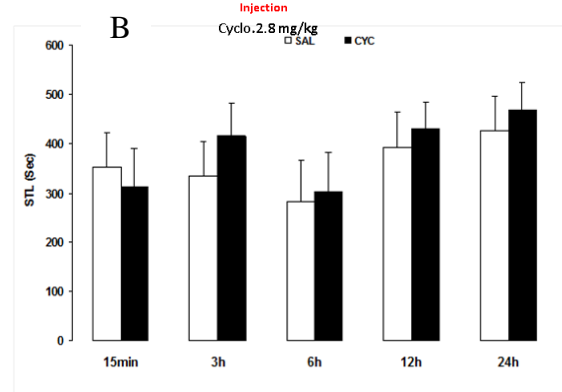 Injection
B
Cyclo.2.8 mg/kg
SAL CYC
600
500
400
300
200
100
0
STL (Sec)
15min 3h 6h 12h 24h